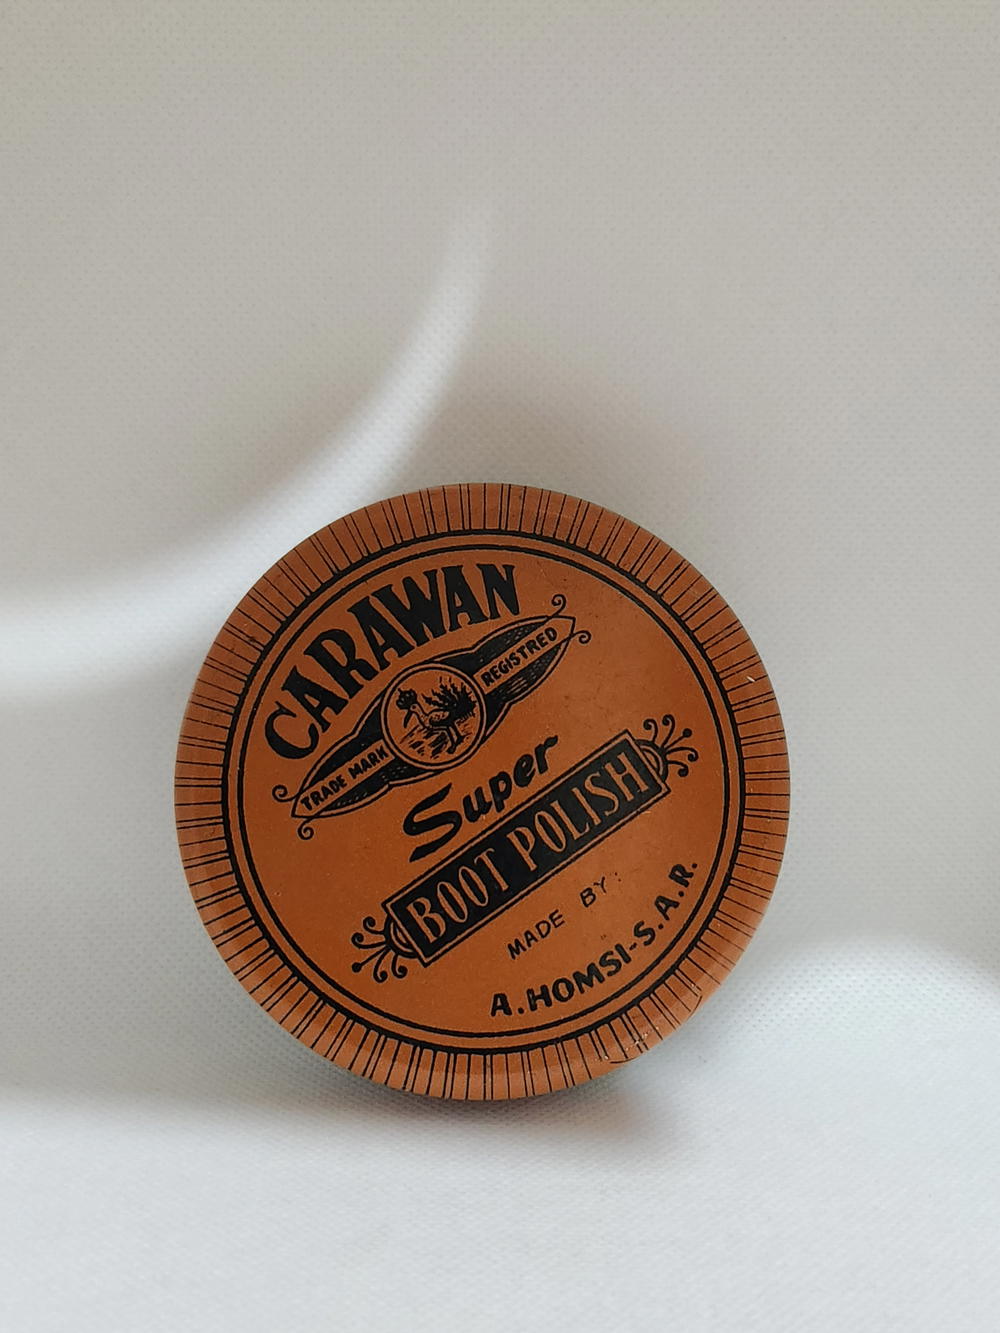 CARAWAN
TRADE MARK REGISTRED
Super
BOOT POLISH
MADE BY:
A.HOMSI-S.A.R.